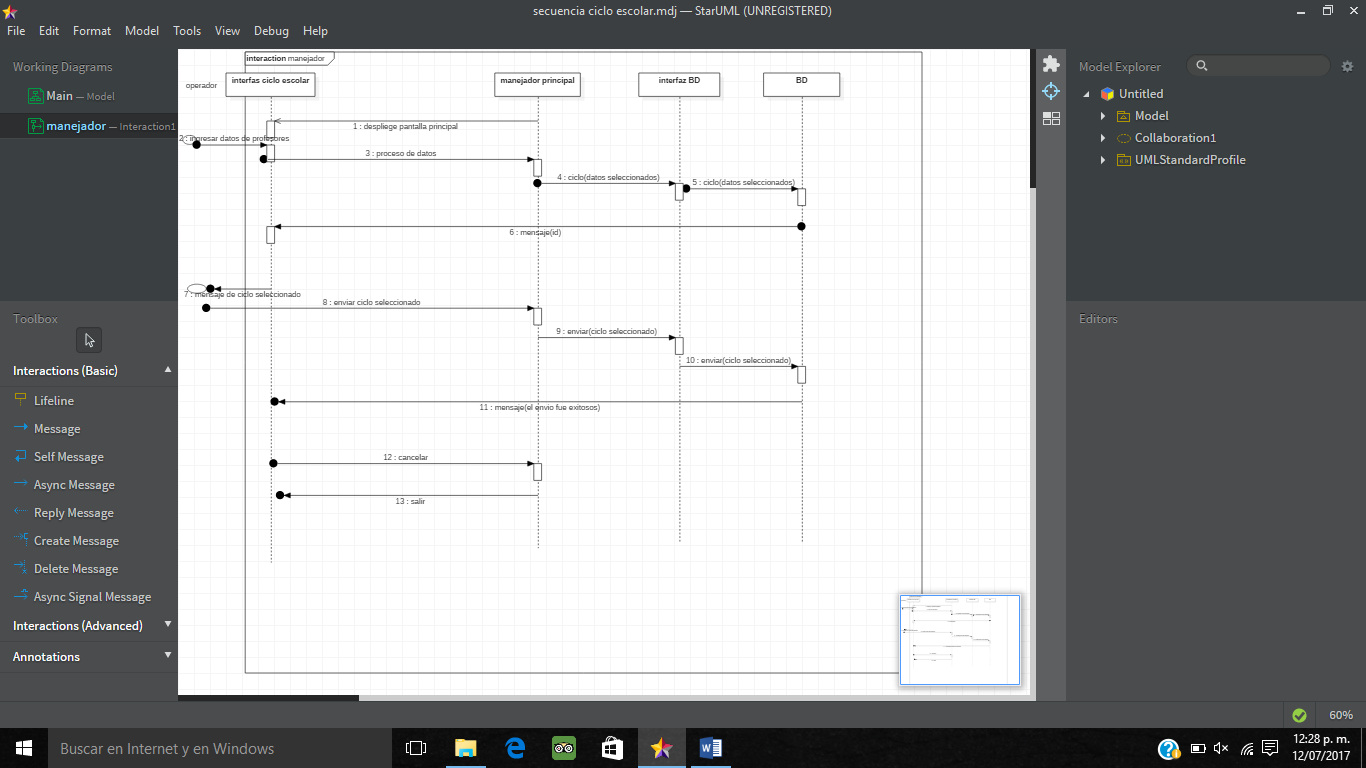 secuencia ciclo escolar.mdj — StarUML (UNREGISTERED)
File Edit Format Model Tools View Debug Help
Working Diagrams
Main — Model
manejador — Interaction1
Toolbox
Interactions (Basic)
Lifeline
Message
Self Message
Async Message
Reply Message
Create Message
Delete Message
Async Signal Message
Interactions (Advanced)
Annotations
interaction manejador
operador
interfas ciclo escolar
manejador principal
interfaz BD
BD
1 : despliege pantalla principal
2 : ingresar datos de profesores
3 : proceso de datos
4 : ciclo(datos seleccionados)
5 : ciclo(datos seleccionados)
6 : mensaje(id)
7 : mensaje de ciclo seleccionado
8 : enviar ciclo seleccionado
9 : enviar(ciclo seleccionado)
10 : enviar(ciclo seleccionado)
11 : mensaje(el envio fue exitosos)
12 : cancelar
13 : salir
Model Explorer
Untitled
Model
Collaboration1
UMLStandardProfile
Editors
60%
Buscar en Internet y en Windows
12:28 p. m.
12/07/2017